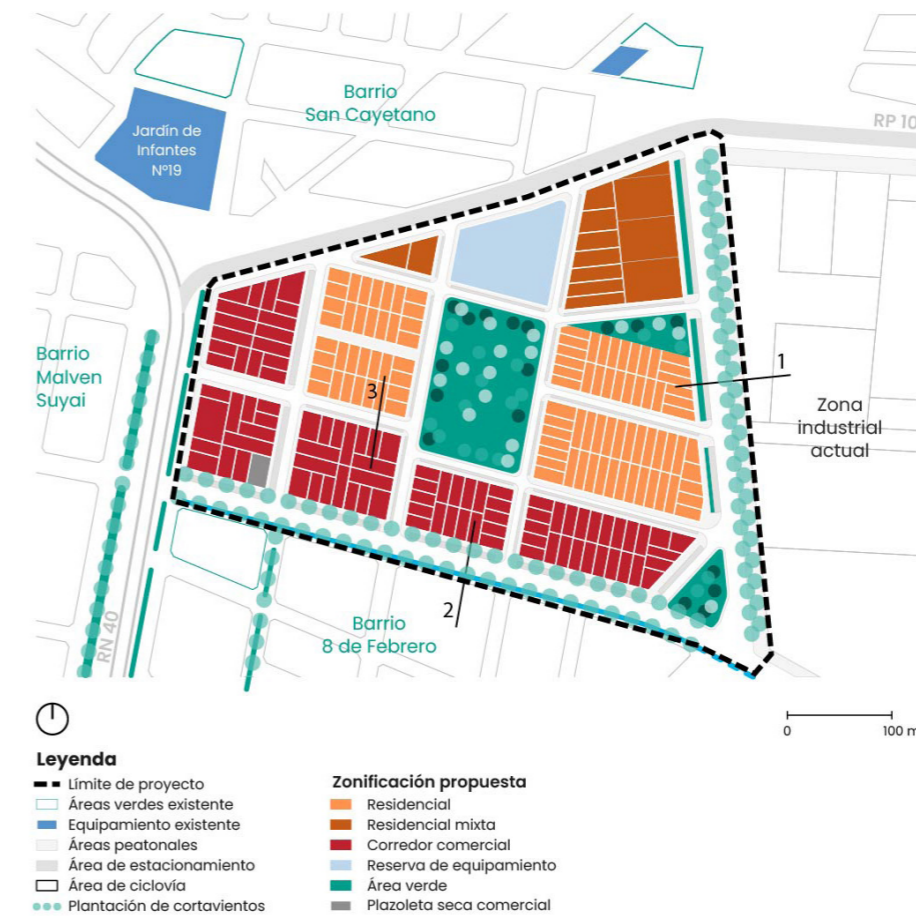 Barrio
San Cayetano
RP 10
Jardín de
Infantes
Nº19
Barrio
Malven
Suyai
1
3
Zona
industrial
actual
2
Barrio
8 de Febrero
RN 40
0
100 m
Leyenda
Límite de proyecto
Áreas verdes existente
Equipamiento existente
Áreas peatonales
Área de estacionamiento
Área de ciclovía
Plantación de cortavientos
Zonificación propuesta
Residencial
Residencial mixta
Corredor comercial
Reserva de equipamiento
Área verde
Plazoleta seca comercial